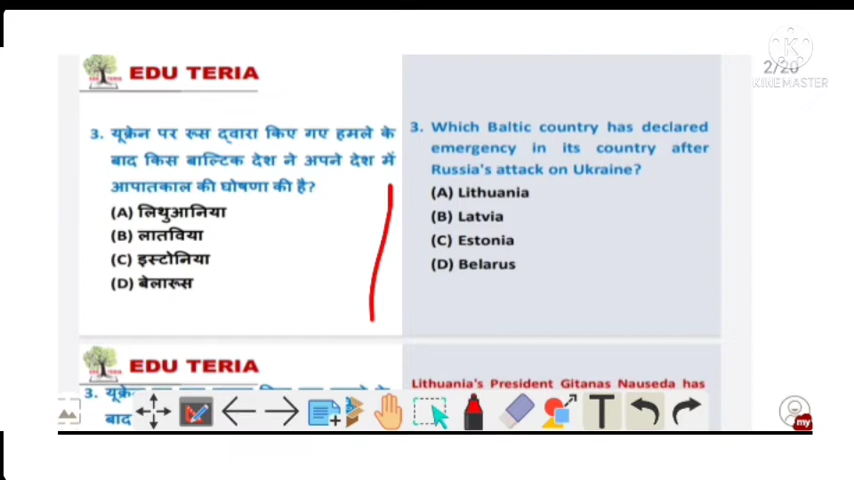 EDU TERIA
3. यूक्रेन पर रूस द्वारा किए गए हमले के
बाद किस बाल्टिक देश ने अपने देश में
आपातकाल की घोषणा की है?
(A) लिथुआनिया
(B) लातविया
(C) इस्टोनिया
(D) बेलारूस
2/20
KINEMASTER
3. Which Baltic country has declared
emergency in its country after
Russia's attack on Ukraine?
(A) Lithuania
(B) Latvia
(C) Estonia
(D) Belarus
EDU TERIA
3. यूक्रे
बाद
Lithuania's President Gitanas Nauseda has
T
my